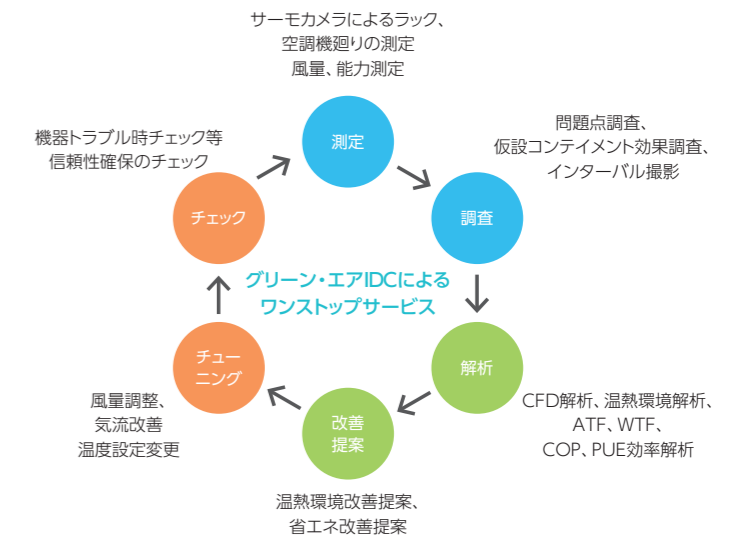 サーモカメラによるラック、
空調機廻りの測定
風量、能力測定
測定
問題点調査、
仮設コンテイメント効果調査、
インターバル撮影
調査
解析
CFD解析、温熱環境解析、
ATF、WTF、
COP、PUE効率解析
改善
提案
温熱環境改善提案、
省エネ改善提案
チュー
ニング
風量調整、
気流改善
温度設定変更
機器トラブル時チェック等
信頼性確保のチェック
チェック
グリーン・エアIDCによる
ワンストップサービス